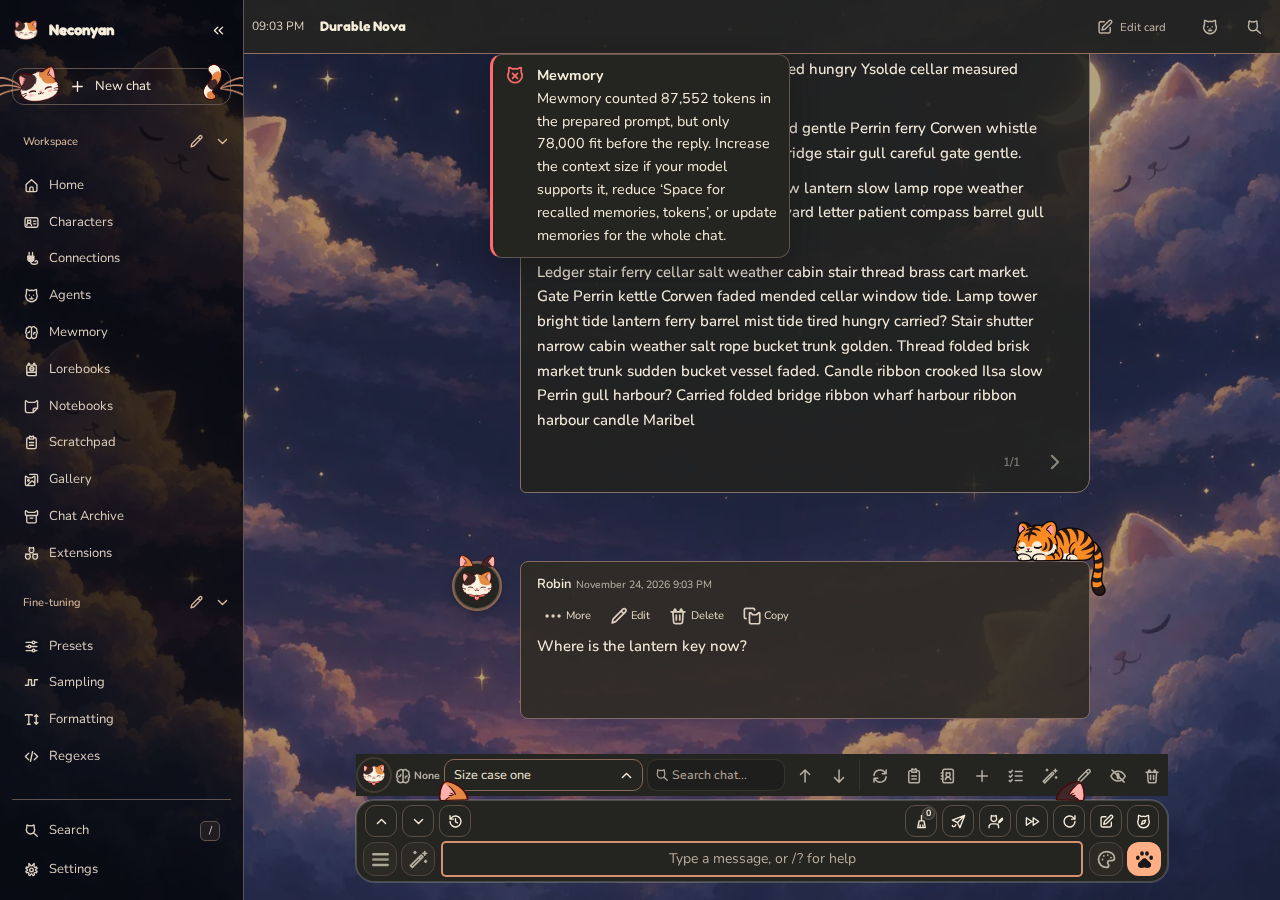 Neconyan
09:03 PM
Durable Nova
Edit card
New chat
Workspace
Home
Characters
Connections
Agents
Mewmory
Lorebooks
Notebooks
Scratchpad
Gallery
Chat Archive
Extensions
Fine-tuning
Presets
Sampling
Formatting
Regexes
Search
/
Settings
Mewmory
Mewmory counted 87,552 tokens in
the prepared prompt, but only
78,000 fit before the reply. Increase
the context size if your model
supports it, reduce ‘Space for
recalled memories, tokens’, or update
memories for the whole chat.
hungry Ysolde cellar measured
gentle Perrin ferry Corwen whistle
stair gull careful gate gentle.
lantern slow lamp rope weather
letter patient compass barrel gull
Ledger stair ferry cellar salt weather cabin stair thread brass cart market.
Gate Perrin kettle Corwen faded mended cellar window tide. Lamp tower
bright tide lantern ferry barrel mist tide tired hungry carried? Stair shutter
narrow cabin weather salt rope bucket trunk golden. Thread folded brisk
market trunk sudden bucket vessel faded. Candle ribbon crooked Ilsa slow
Perrin gull harbour? Carried folded bridge ribbon wharf harbour ribbon
harbour candle Maribel
1/1
Robin November 24, 2026 9:03 PM
More Edit Delete Copy
Where is the lantern key now?
None
Size case one
Search chat...
0
Type a message, or /? for help